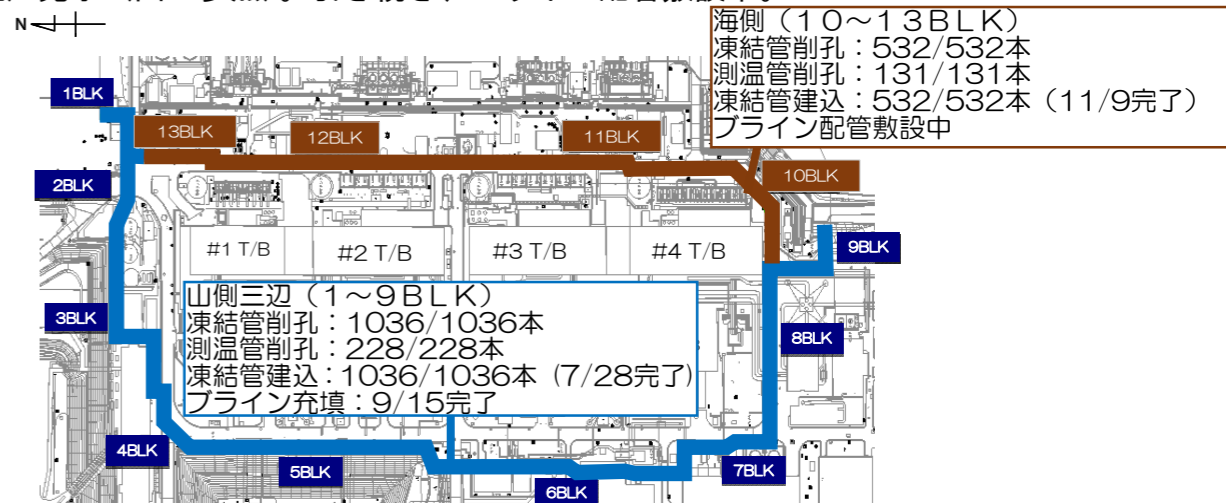 N
海側（１０～１３ＢＬＫ）
凍結管削孔：532/532本
測温管削孔：131/131本
凍結管建込：532/532本（11/9完了）
ブライン配管敷設中
1BLK
13BLK
12BLK
11BLK
10BLK
2BLK
9BLK
#1 T/B
#2 T/B
#3 T/B
#4 T/B
山側三辺（１～９ＢＬＫ）
凍結管削孔：1036/1036本
測温管削孔：228/228本
凍結管建込：1036/1036本 (7/28完了)
ブライン充填：9/15完了
3BLK
8BLK
4BLK
5BLK
6BLK
7BLK